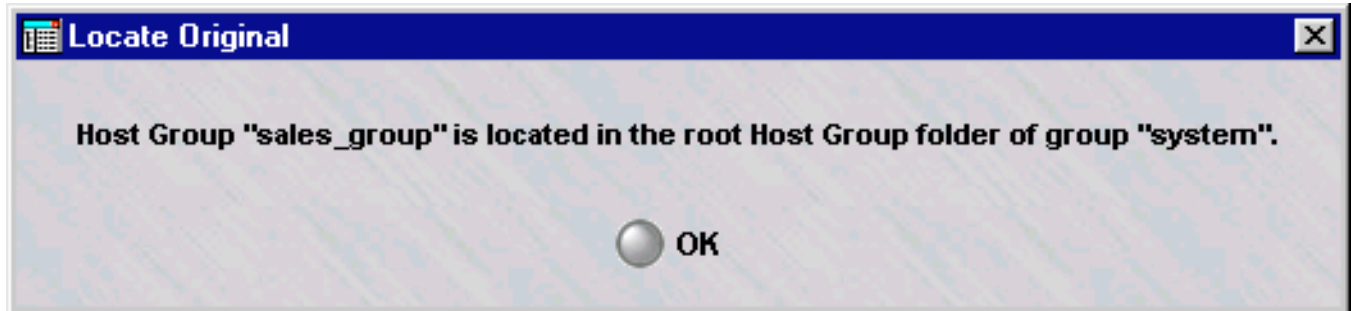 Locate Original
Host Group "sales_group" is located in the root Host Group folder of group "system".
OK